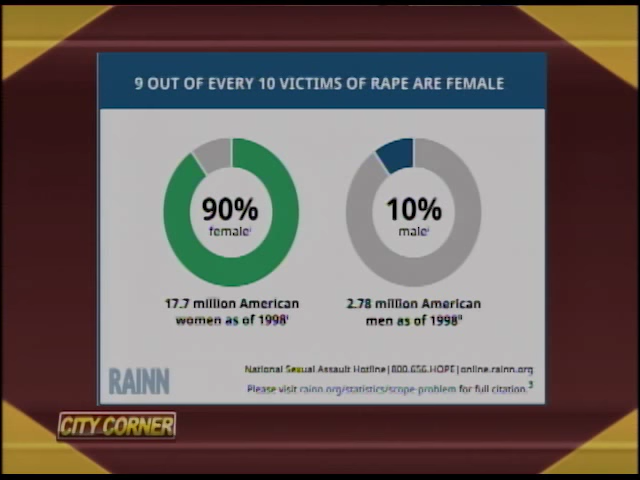 9 OUT OF EVERY 10 VICTIMS OF RAPE ARE FEMALE
90%
female
10%
male
17.7 million American
women as of 1998
2.78 million American
men as of 1998
National Sexual Assault Hotline|800.656.HOPE|online.rainn.org
Please visit rainn.org/statistics/scope-problem for full citation.3
RAINN
CITY CORNER